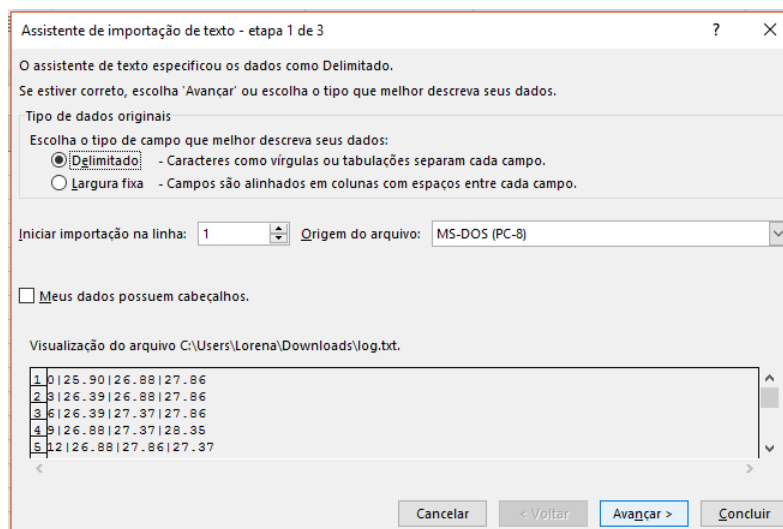 Assistente de importação de texto - etapa 1 de 3 ? ×
O assistente de texto especificou os dados como Delimitado.
Se estiver correto, escolha 'Avançar' ou escolha o tipo que melhor descreva seus dados.
Tipo de dados originais
Escolha o tipo de campo que melhor descreva seus dados:
Delimitado - Caracteres como vírgulas ou tabulações separam cada campo.
Largura fixa - Campos são alinhados em colunas com espaços entre cada campo.
Iniciar importação na linha: 1 Origem do arquivo: MS-DOS (PC-8)
Meus dados possuem cabeçalhos.
Visualização do arquivo C:\Users\Lorena\Downloads\log.txt.
1 0|25.90|26.88|27.86
2 3|26.39|26.88|27.86
3 6|26.39|27.37|27.86
4 9|26.88|27.37|28.35
5 12|26.88|27.86|27.37
Cancelar < Voltar Avançar > Concluir